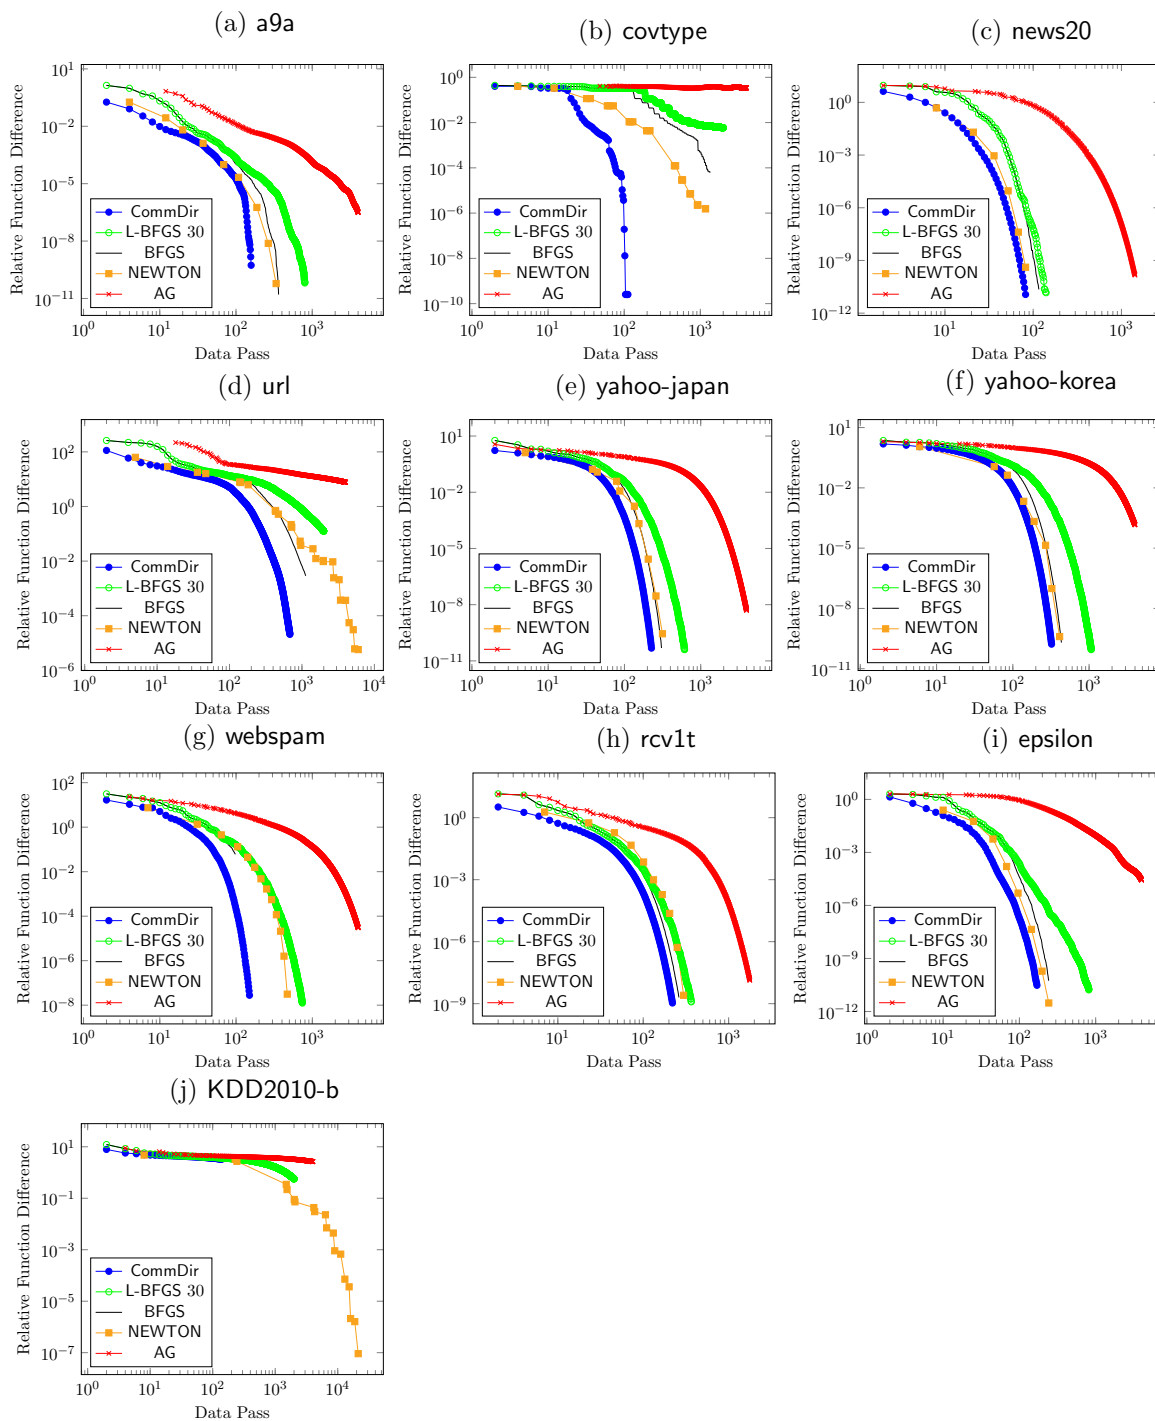 (a) a9a
Relative Function Difference
10^1
10^-2
10^-5
10^-8
10^-11
CommDir
L-BFGS 30
BFGS
NEWTON
AG
10^0 10^1 10^2 10^3
Data Pass
(b) covtype
Relative Function Difference
10^0
10^-2
10^-4
10^-6
10^-8
10^-10
CommDir
L-BFGS 30
BFGS
NEWTON
AG
10^0 10^1 10^2 10^3
Data Pass
(c) news20
Relative Function Difference
10^0
10^-3
10^-6
10^-9
10^-12
CommDir
L-BFGS 30
BFGS
NEWTON
AG
10^1 10^2 10^3
Data Pass
(d) url
Relative Function Difference
10^2
10^0
10^-2
10^-4
10^-6
CommDir
L-BFGS 30
BFGS
NEWTON
AG
10^0 10^1 10^2 10^3 10^4
Data Pass
(e) yahoo-japan
Relative Function Difference
10^1
10^-2
10^-5
10^-8
10^-11
CommDir
L-BFGS 30
BFGS
NEWTON
AG
10^0 10^1 10^2 10^3
Data Pass
(f) yahoo-korea
Relative Function Difference
10^1
10^-2
10^-5
10^-8
10^-11
CommDir
L-BFGS 30
BFGS
NEWTON
AG
10^0 10^1 10^2 10^3
Data Pass
(g) webspam
Relative Function Difference
10^2
10^0
10^-2
10^-4
10^-6
10^-8
CommDir
L-BFGS 30
BFGS
NEWTON
AG
10^0 10^1 10^2 10^3
Data Pass
(h) rcv1t
Relative Function Difference
10^0
10^-3
10^-6
10^-9
CommDir
L-BFGS 30
BFGS
NEWTON
AG
10^1 10^2 10^3
Data Pass
(i) epsilon
Relative Function Difference
10^0
10^-3
10^-6
10^-9
10^-12
CommDir
L-BFGS 30
BFGS
NEWTON
AG
10^0 10^1 10^2 10^3
Data Pass
(j) KDD2010-b
Relative Function Difference
10^1
10^-1
10^-3
10^-5
10^-7
CommDir
L-BFGS 30
BFGS
NEWTON
AG
10^0 10^1 10^2 10^3 10^4
Data Pass